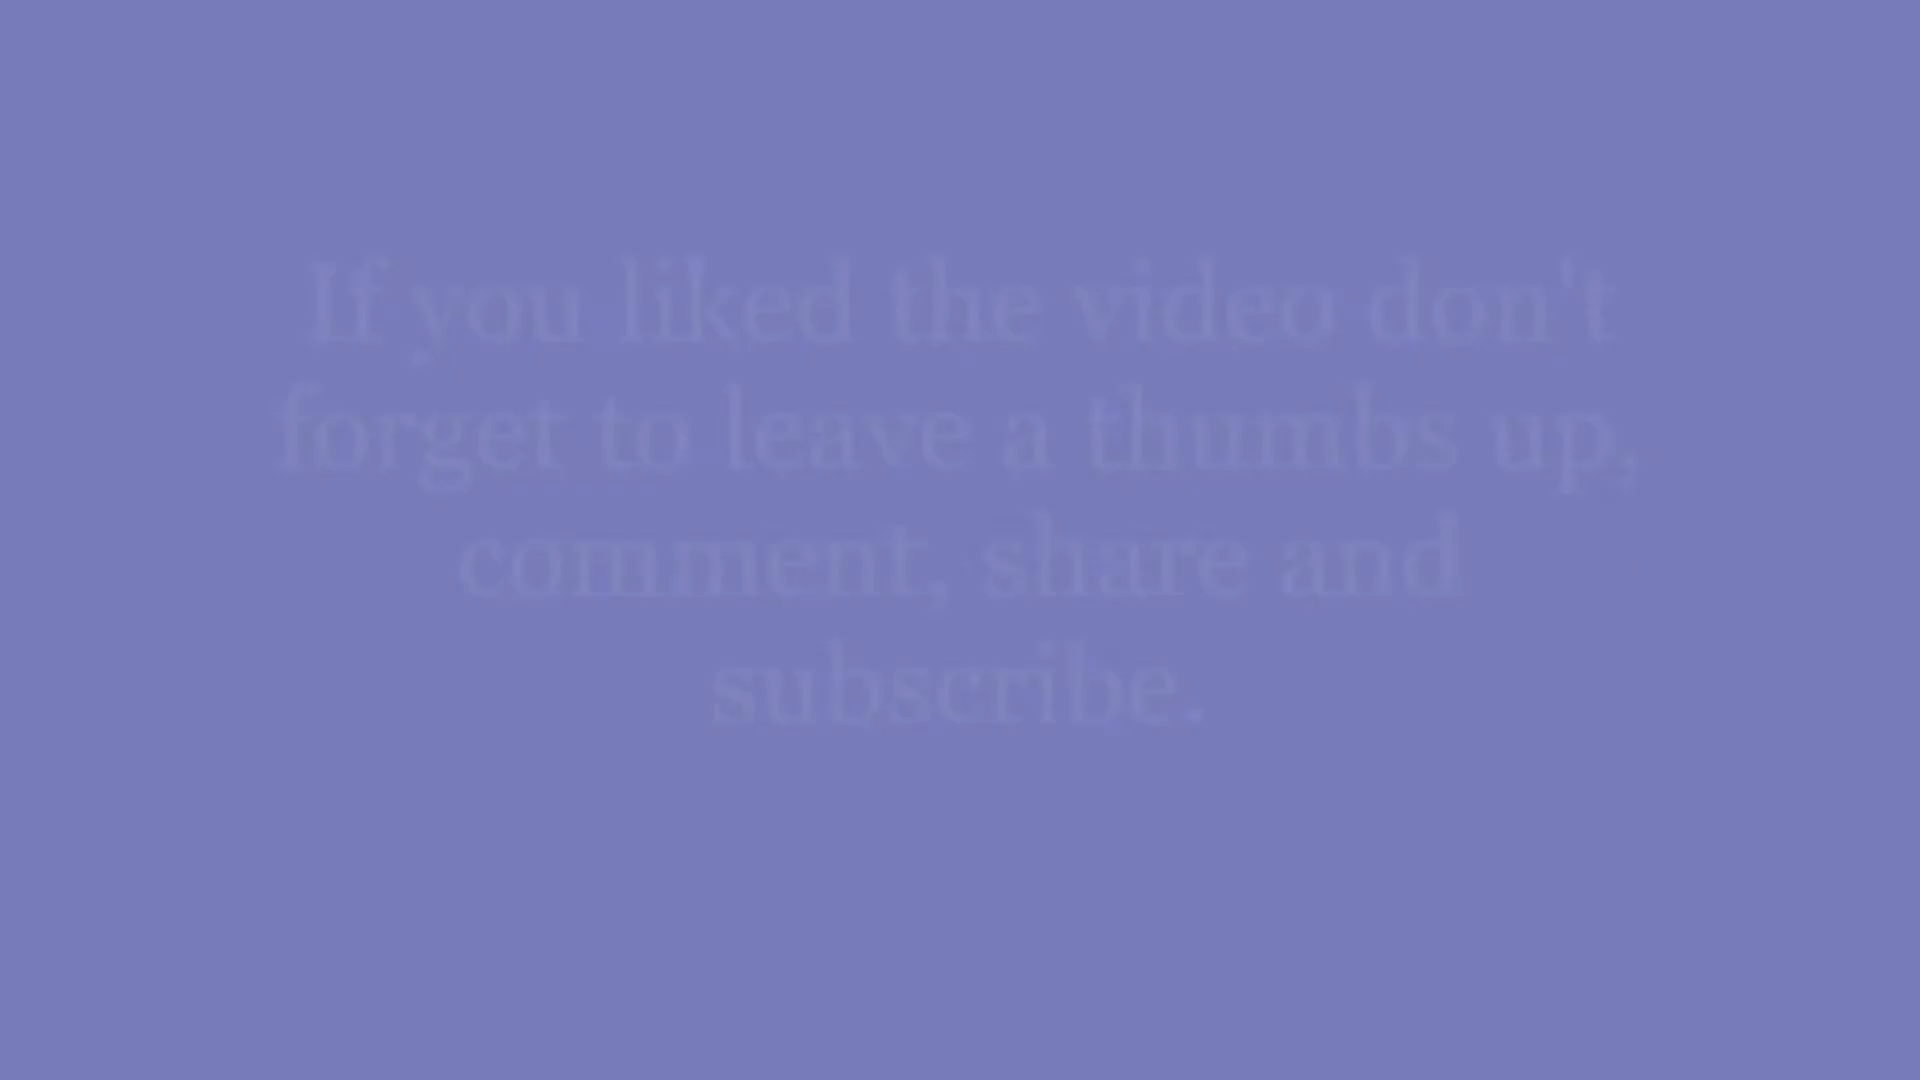 If you liked the video don't
forget to leave a thumbs up,
comment, share and
subscribe.